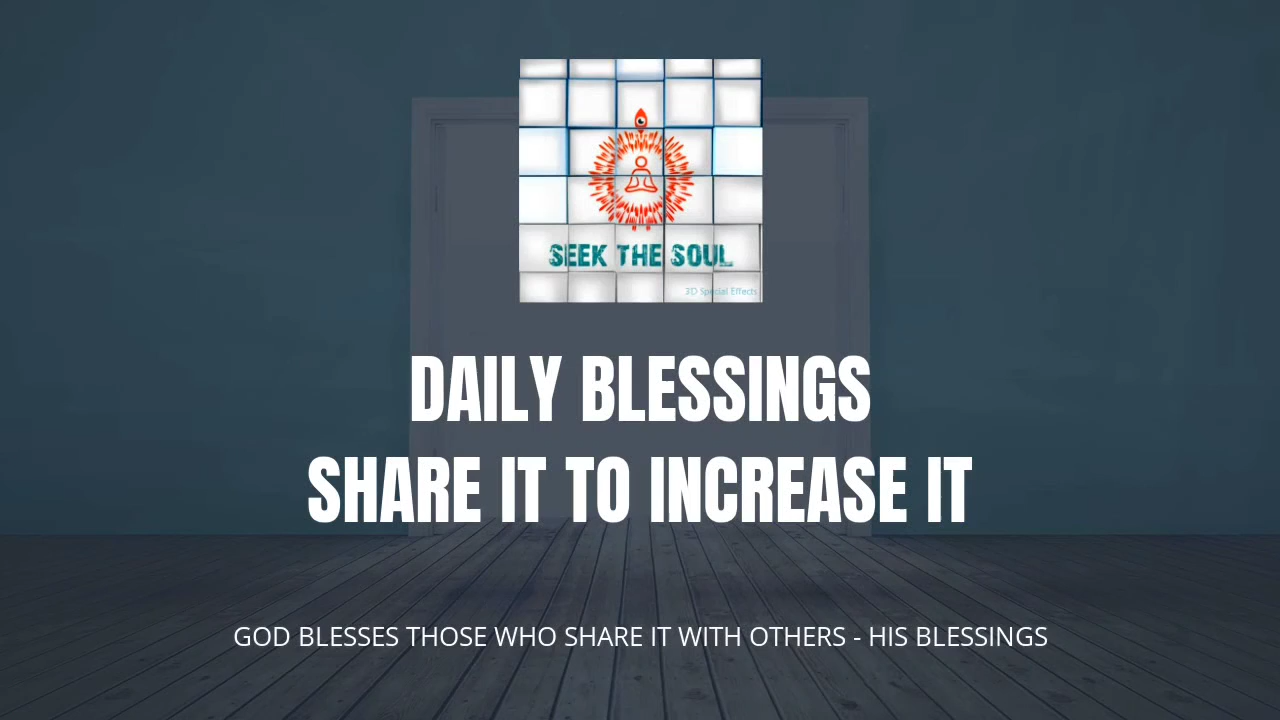 SEEK THE SOUL
3D Special Effects
DAILY BLESSINGS
SHARE IT TO INCREASE IT
GOD BLESSES THOSE WHO SHARE IT WITH OTHERS - HIS BLESSINGS